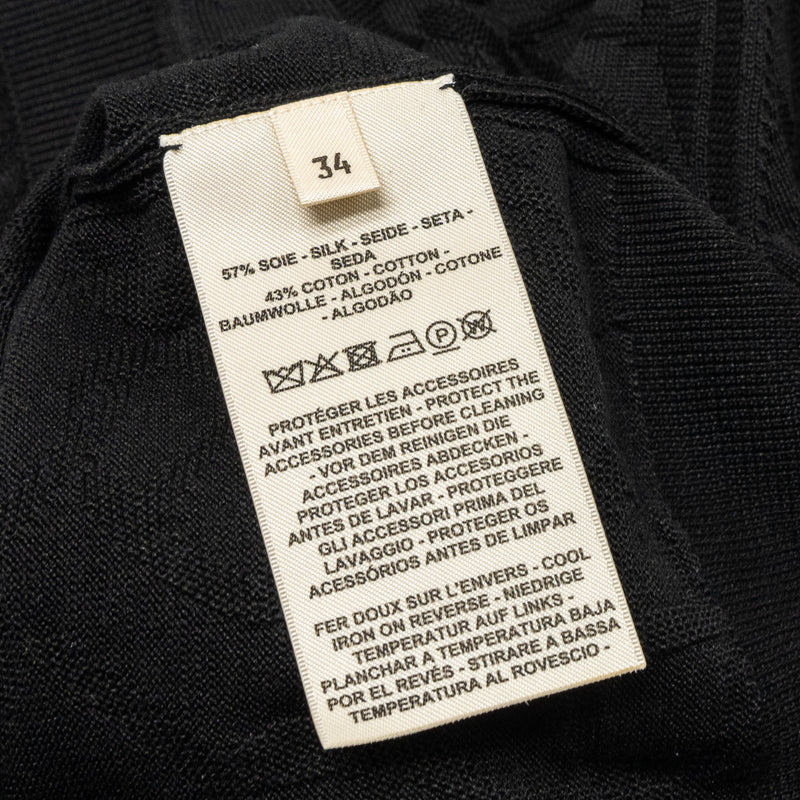 34
57% SOIE - SILK - SEIDE - SETA -
SEDA
43% COTON - COTTON -
BAUMWOLLE - ALGODÓN - COTONE
- ALGODÃO
P
W
PROTÉGER LES ACCESSOIRES
AVANT ENTRETIEN - PROTECT THE
ACCESSORIES BEFORE CLEANING
- VOR DEM REINIGEN DIE
ACCESSOIRES ABDECKEN -
PROTEGER LOS ACCESORIOS
ANTES DE LAVAR - PROTEGGERE
GLI ACCESSORI PRIMA DEL
LAVAGGIO - PROTEGER OS
ACESSÓRIOS ANTES DE LIMPAR
FER DOUX SUR L'ENVERS - COOL
IRON ON REVERSE - NIEDRIGE
TEMPERATUR AUF LINKS -
PLANCHAR A TEMPERATURA BAJA
POR EL REVÉS - STIRARE A BASSA
TEMPERATURA AL ROVESCIO -